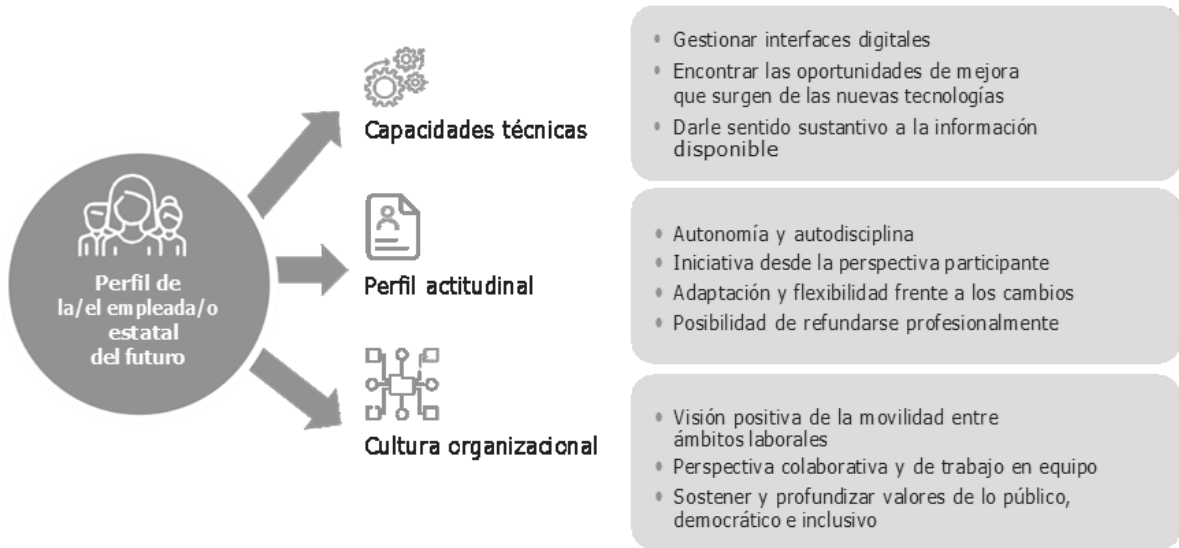 Perfil de
la/el empleada/o
estatal
del futuro
Capacidades técnicas
• Gestionar interfaces digitales
• Encontrar las oportunidades de mejora
que surgen de las nuevas tecnologías
• Darle sentido sustantivo a la información
disponible
Perfil actitudinal
• Autonomía y autodisciplina
• Iniciativa desde la perspectiva participante
• Adaptación y flexibilidad frente a los cambios
• Posibilidad de refundarse profesionalmente
Cultura organizacional
• Visión positiva de la movilidad entre
ámbitos laborales
• Perspectiva colaborativa y de trabajo en equipo
• Sostener y profundizar valores de lo público,
democrático e inclusivo